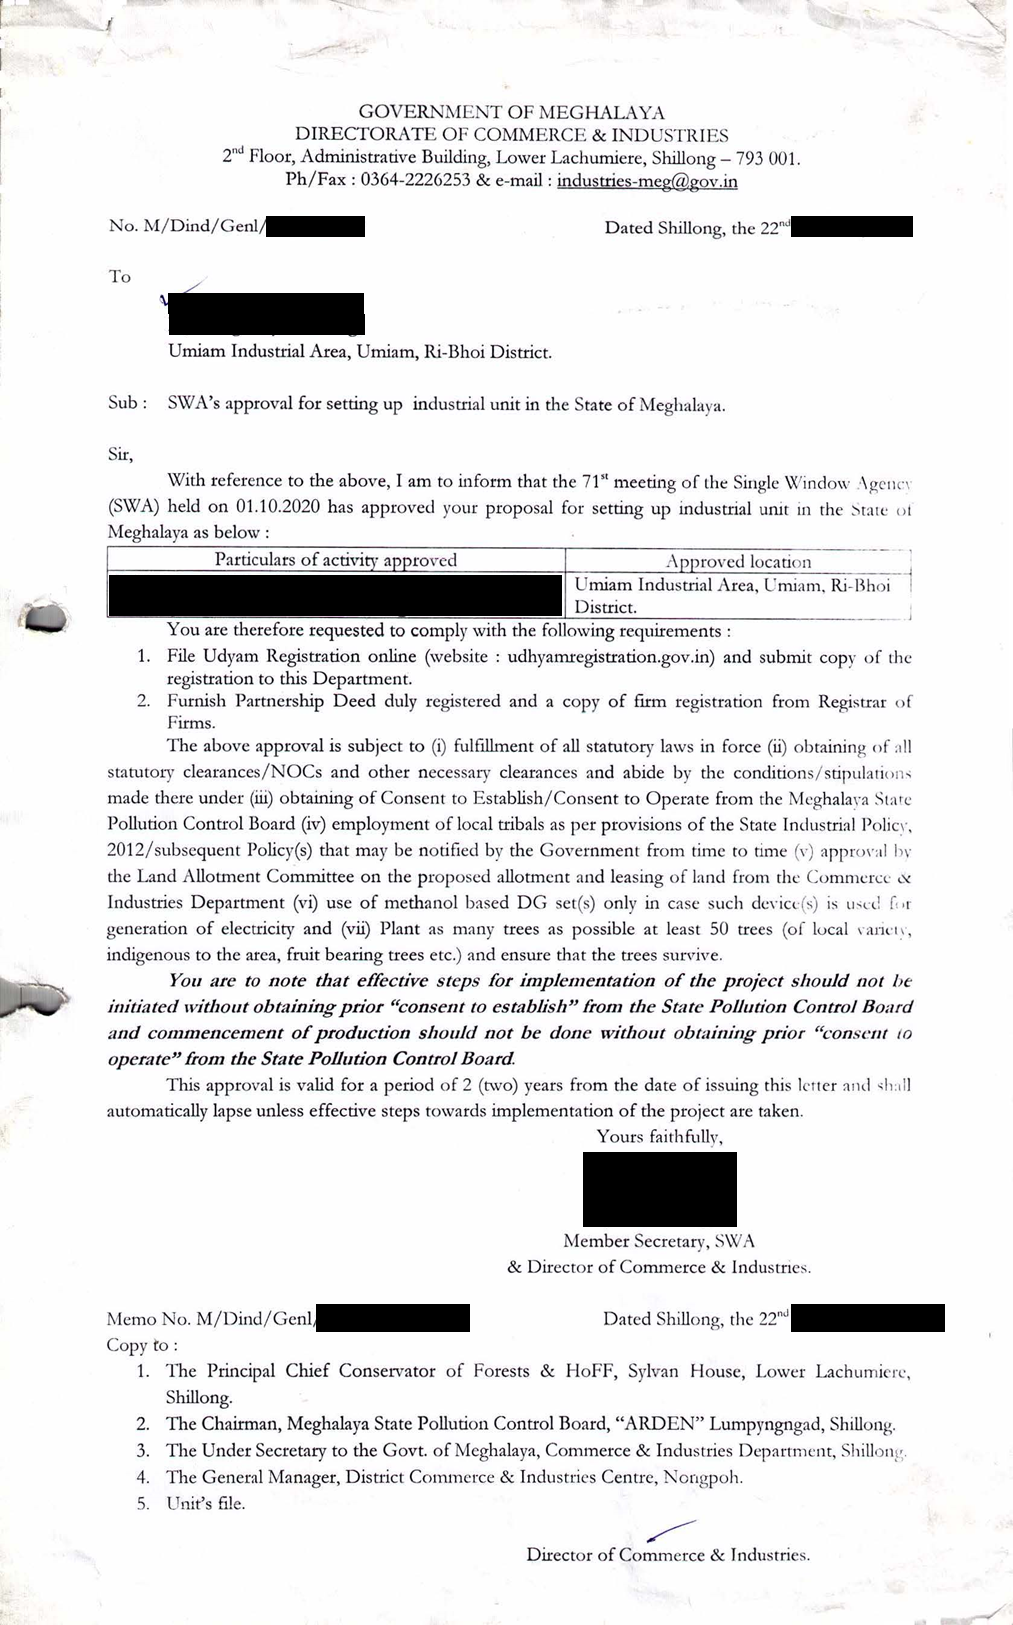 GOVERNMENT OF MEGHALAYA
DIRECTORATE OF COMMERCE & INDUSTRIES
2nd Floor, Administrative Building, Lower Lachumiere, Shillong – 793 001.
Ph/Fax : 0364-2226253 & e-mail : industries-meg@gov.in
No. M/Dind/Genl/ Dated Shillong, the 22nd
To
Umiam Industrial Area, Umiam, Ri-Bhoi District.
Sub : SWA's approval for setting up industrial unit in the State of Meghalaya.
Sir,
With reference to the above, I am to inform that the 71st meeting of the Single Window Agency
(SWA) held on 01.10.2020 has approved your proposal for setting up industrial unit in the State of
Meghalaya as below :
Particulars of activity approved Approved location
Umiam Industrial Area, Umiam, Ri-Bhoi
District.
You are therefore requested to comply with the following requirements :
1. File Udyam Registration online (website : udhyamregistration.gov.in) and submit copy of the
registration to this Department.
2. Furnish Partnership Deed duly registered and a copy of firm registration from Registrar of
Firms.
The above approval is subject to (i) fulfillment of all statutory laws in force (ii) obtaining of all
statutory clearances/NOCs and other necessary clearances and abide by the conditions/stipulations
made there under (iii) obtaining of Consent to Establish/Consent to Operate from the Meghalaya State
Pollution Control Board (iv) employment of local tribals as per provisions of the State Industrial Policy,
2012/subsequent Policy(s) that may be notified by the Government from time to time (v) approval by
the Land Allotment Committee on the proposed allotment and leasing of land from the Commerce &
Industries Department (vi) use of methanol based DG set(s) only in case such device(s) is used for
generation of electricity and (vii) Plant as many trees as possible at least 50 trees (of local variety,
indigenous to the area, fruit bearing trees etc.) and ensure that the trees survive.
You are to note that effective steps for implementation of the project should not be
initiated without obtaining prior "consent to establish" from the State Pollution Control Board
and commencement of production should not be done without obtaining prior "consent to
operate" from the State Pollution Control Board.
This approval is valid for a period of 2 (two) years from the date of issuing this letter and shall
automatically lapse unless effective steps towards implementation of the project are taken.
Yours faithfully,
Member Secretary, SWA
& Director of Commerce & Industries.
Memo No. M/Dind/Genl/ Dated Shillong, the 22nd
Copy to :
1. The Principal Chief Conservator of Forests & HoFF, Sylvan House, Lower Lachumiere,
Shillong.
2. The Chairman, Meghalaya State Pollution Control Board, "ARDEN" Lumpyngngad, Shillong.
3. The Under Secretary to the Govt. of Meghalaya, Commerce & Industries Department, Shillong.
4. The General Manager, District Commerce & Industries Centre, Nongpoh.
5. Unit's file.
Director of Commerce & Industries.